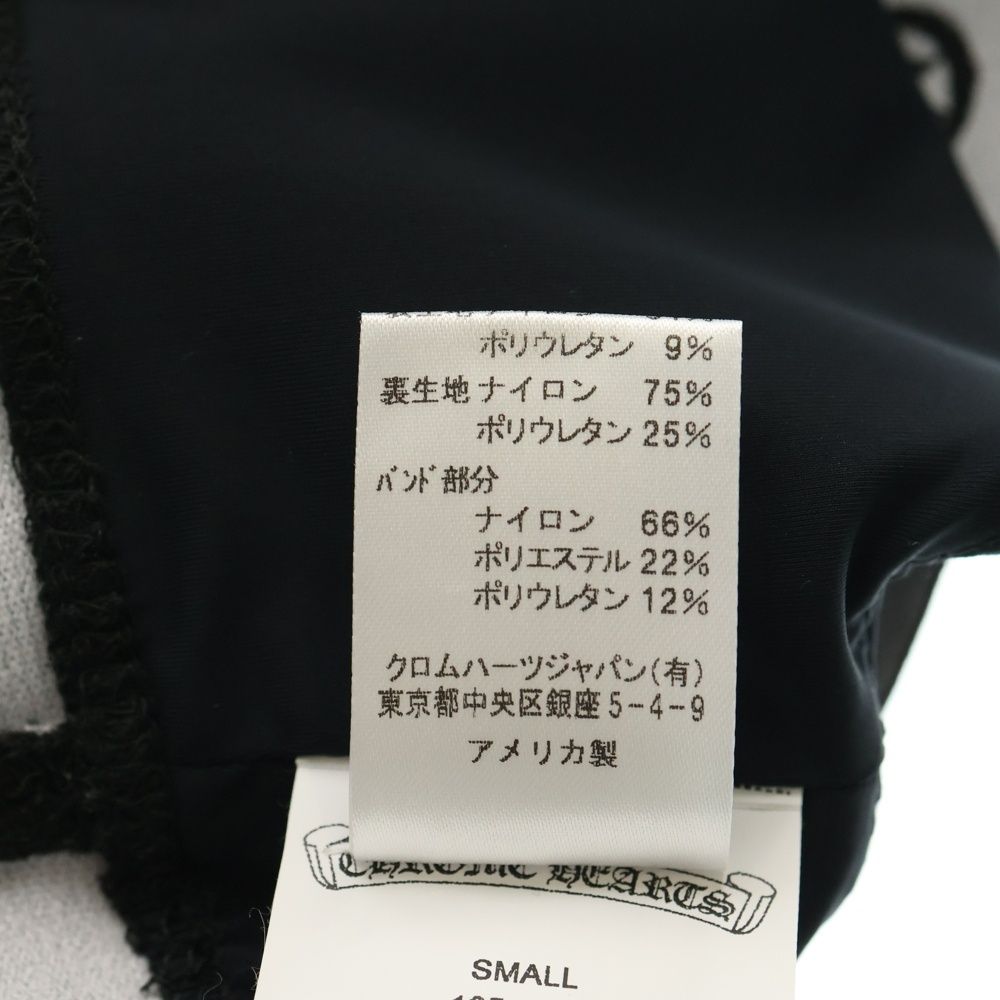 ポリウレタン 9%
裏生地 ナイロン 75%
ポリウレタン 25%
バンド部分
ナイロン 66%
ポリエステル 22%
ポリウレタン 12%
クロムハーツジャパン(有)
東京都中央区銀座5-4-9
アメリカ製
CHROME HEARTS
SMALL